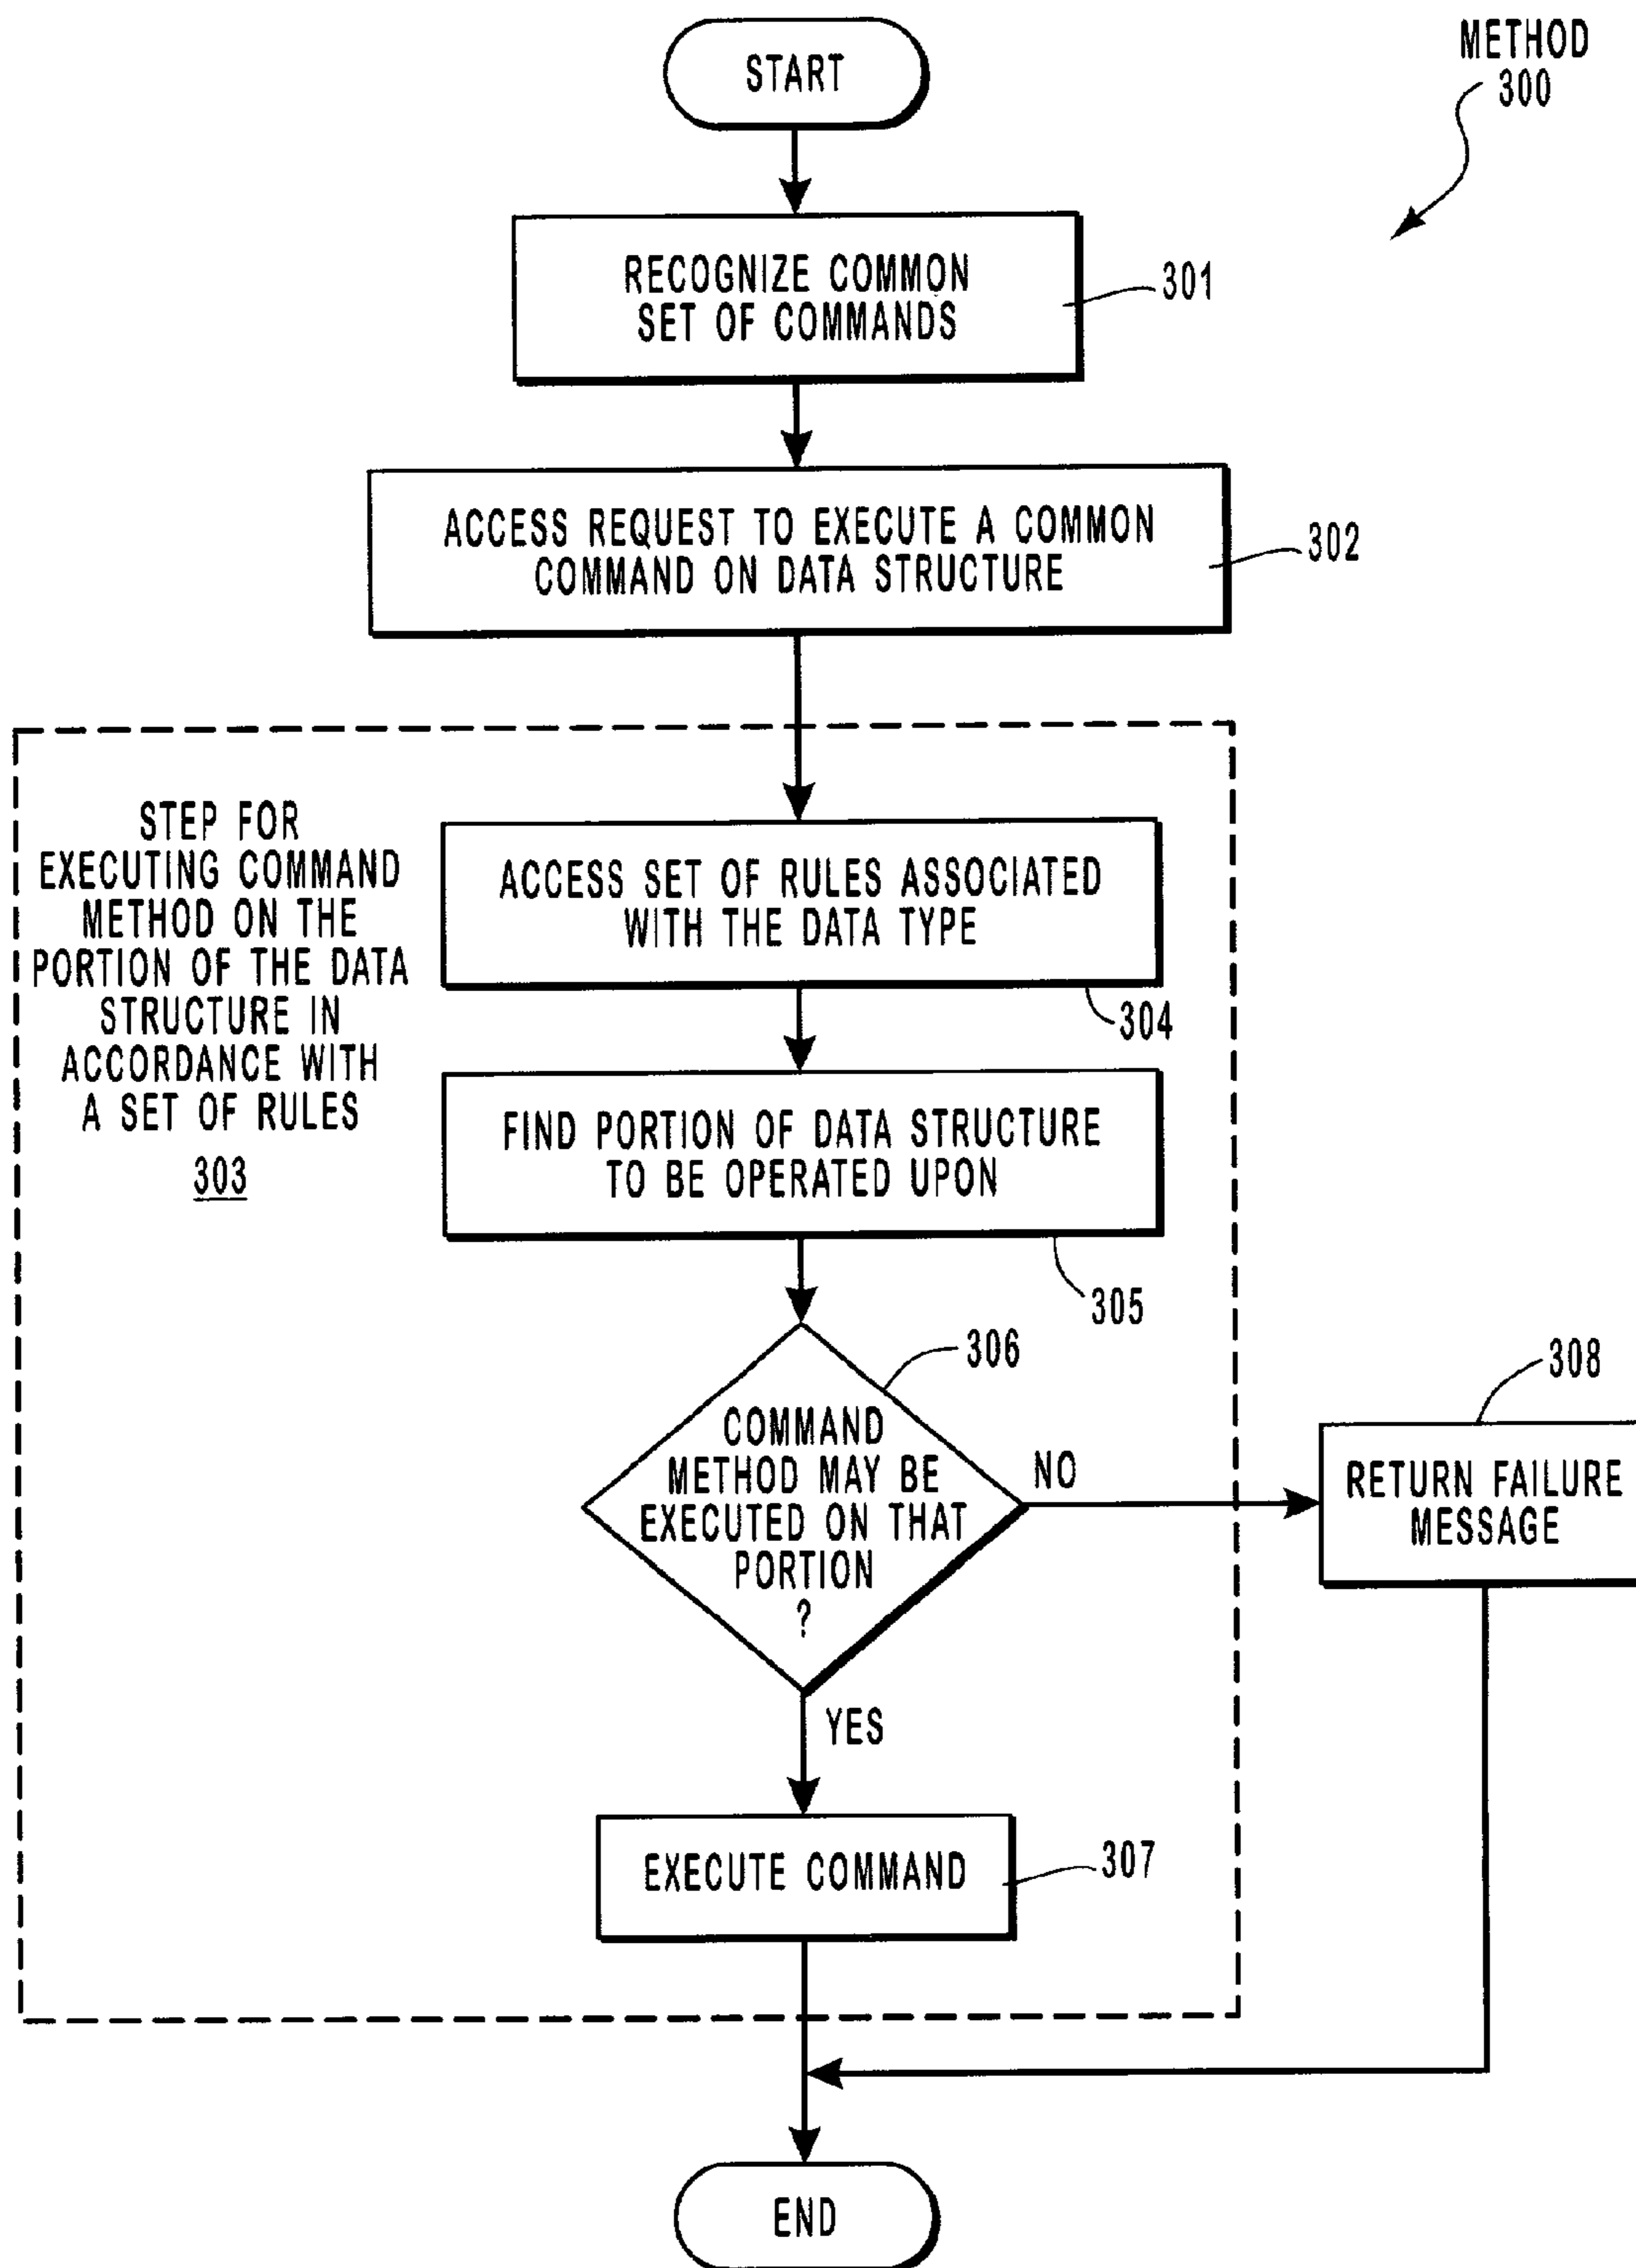 START
METHOD
300
RECOGNIZE COMMON
SET OF COMMANDS
301
ACCESS REQUEST TO EXECUTE A COMMON
COMMAND ON DATA STRUCTURE
302
STEP FOR
EXECUTING COMMAND
METHOD ON THE
PORTION OF THE DATA
STRUCTURE IN
ACCORDANCE WITH
A SET OF RULES
303
ACCESS SET OF RULES ASSOCIATED
WITH THE DATA TYPE
304
FIND PORTION OF DATA STRUCTURE
TO BE OPERATED UPON
305
306
COMMAND
METHOD MAY BE
EXECUTED ON THAT
PORTION
?
NO
308
RETURN FAILURE
MESSAGE
YES
EXECUTE COMMAND
307
END